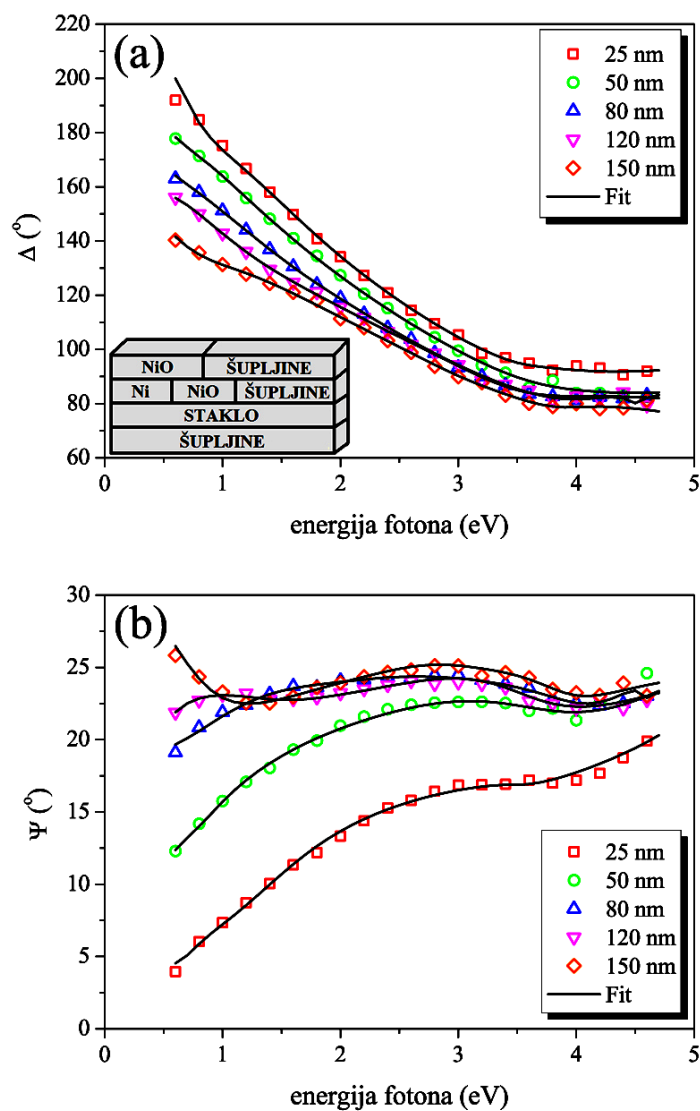 220
200
180
160
140
120
100
80
60
Δ (º)
(a)
25 nm
50 nm
80 nm
120 nm
150 nm
Fit
NiO ŠUPLJINE
Ni NiO ŠUPLJINE
STAKLO
ŠUPLJINE
0 1 2 3 4 5
energija fotona (eV)
30
25
20
15
10
5
0
Ψ (º)
(b)
25 nm
50 nm
80 nm
120 nm
150 nm
Fit
0 1 2 3 4 5
energija fotona (eV)